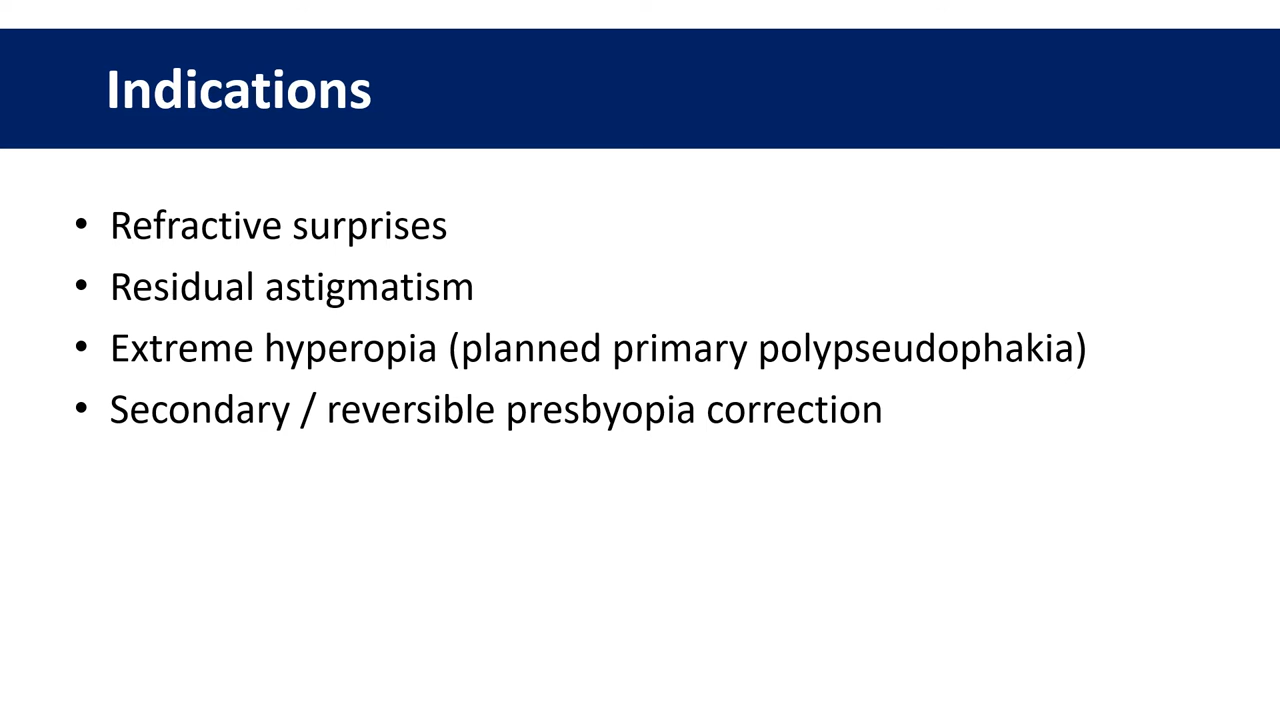 Indications
• Refractive surprises
• Residual astigmatism
• Extreme hyperopia (planned primary polypseudophakia)
• Secondary / reversible presbyopia correction